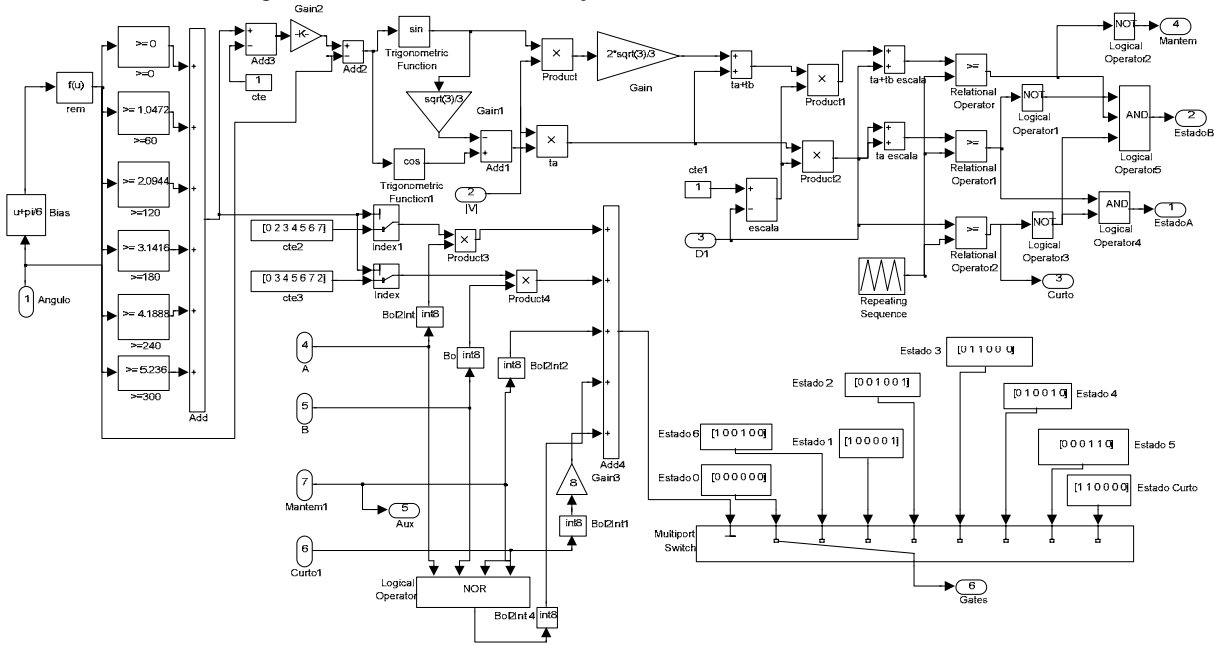 >= 0
>=0
>= 1.0472
>=60
>= 2.0944
>=120
>= 3.1416
>=180
>= 4.1888
>=240
>= 5.236
>=300
f(u)
rem
u+pi/6
Bias
1
Angulo
+
+
+
+
+
+
Add
+
-
Add3
1
cte
-K-
Gain2
+
-
Add2
sin
Trigonometric
Function
sqrt(3)/3
Gain1
cos
Trigonometric
Function1
-
+
Add1
×
Product
×
ta
2
|V|
2*sqrt(3)/3
Gain
+
+
ta+tb
×
Product1
×
Product2
cte1
1
+
-
escala
3
D1
+
+
ta+tb escala
+
+
ta escala
>=
Relational
Operator
>=
Relational
Operator1
>=
Relational
Operator2
Repeating
Sequence
NOT
Logical
Operator2
4
Mantem
NOT
Logical
Operator1
AND
Logical
Operator5
2
EstadoB
NOT
Logical
Operator3
AND
Logical
Operator4
1
EstadoA
3
Curto
[0 2 3 4 5 6 7]
cte2
Index1
[0 3 4 5 6 7 2]
cte3
Index
×
Product3
×
Product4
Bol2Int
int8
Bo
int8
int8
Bol2Int2
4
A
5
B
7
Mantem1
5
Aux
6
Curto1
Logical
Operator
NOR
int8
Bol2Int1
8
Gain3
Bol2Int 4
int8
+
+
+
+
+
Add4
Estado 6
[1 0 0 1 0 0]
Estado 0
[0 0 0 0 0 0]
Estado 1
[1 0 0 0 0 1]
Estado 2
[0 0 1 0 0 1]
Estado 3
[0 1 1 0 0 0]
[0 1 0 0 1 0]
Estado 4
[0 0 0 1 1 0]
Estado 5
[1 1 0 0 0 0]
Estado Curto
Multiport
Switch
6
Gates